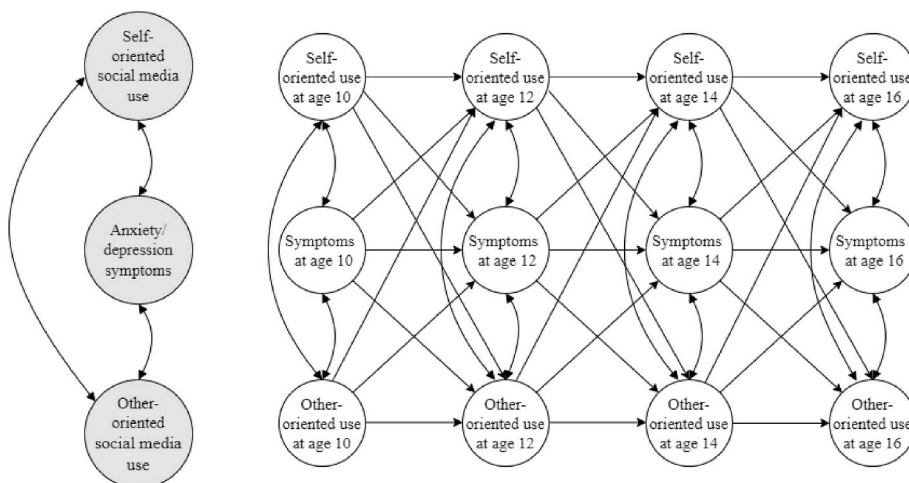 Self-
oriented
social media
use
Anxiety/
depression
symptoms
Other-
oriented
social media
use
Self-
oriented use
at age 10
Self-
oriented use
at age 12
Self-
oriented use
at age 14
Self-
oriented use
at age 16
Symptoms
at age 10
Symptoms
at age 12
Symptoms
at age 14
Symptoms
at age 16
Other-
oriented use
at age 10
Other-
oriented use
at age 12
Other-
oriented use
at age 14
Other-
oriented use
at age 16